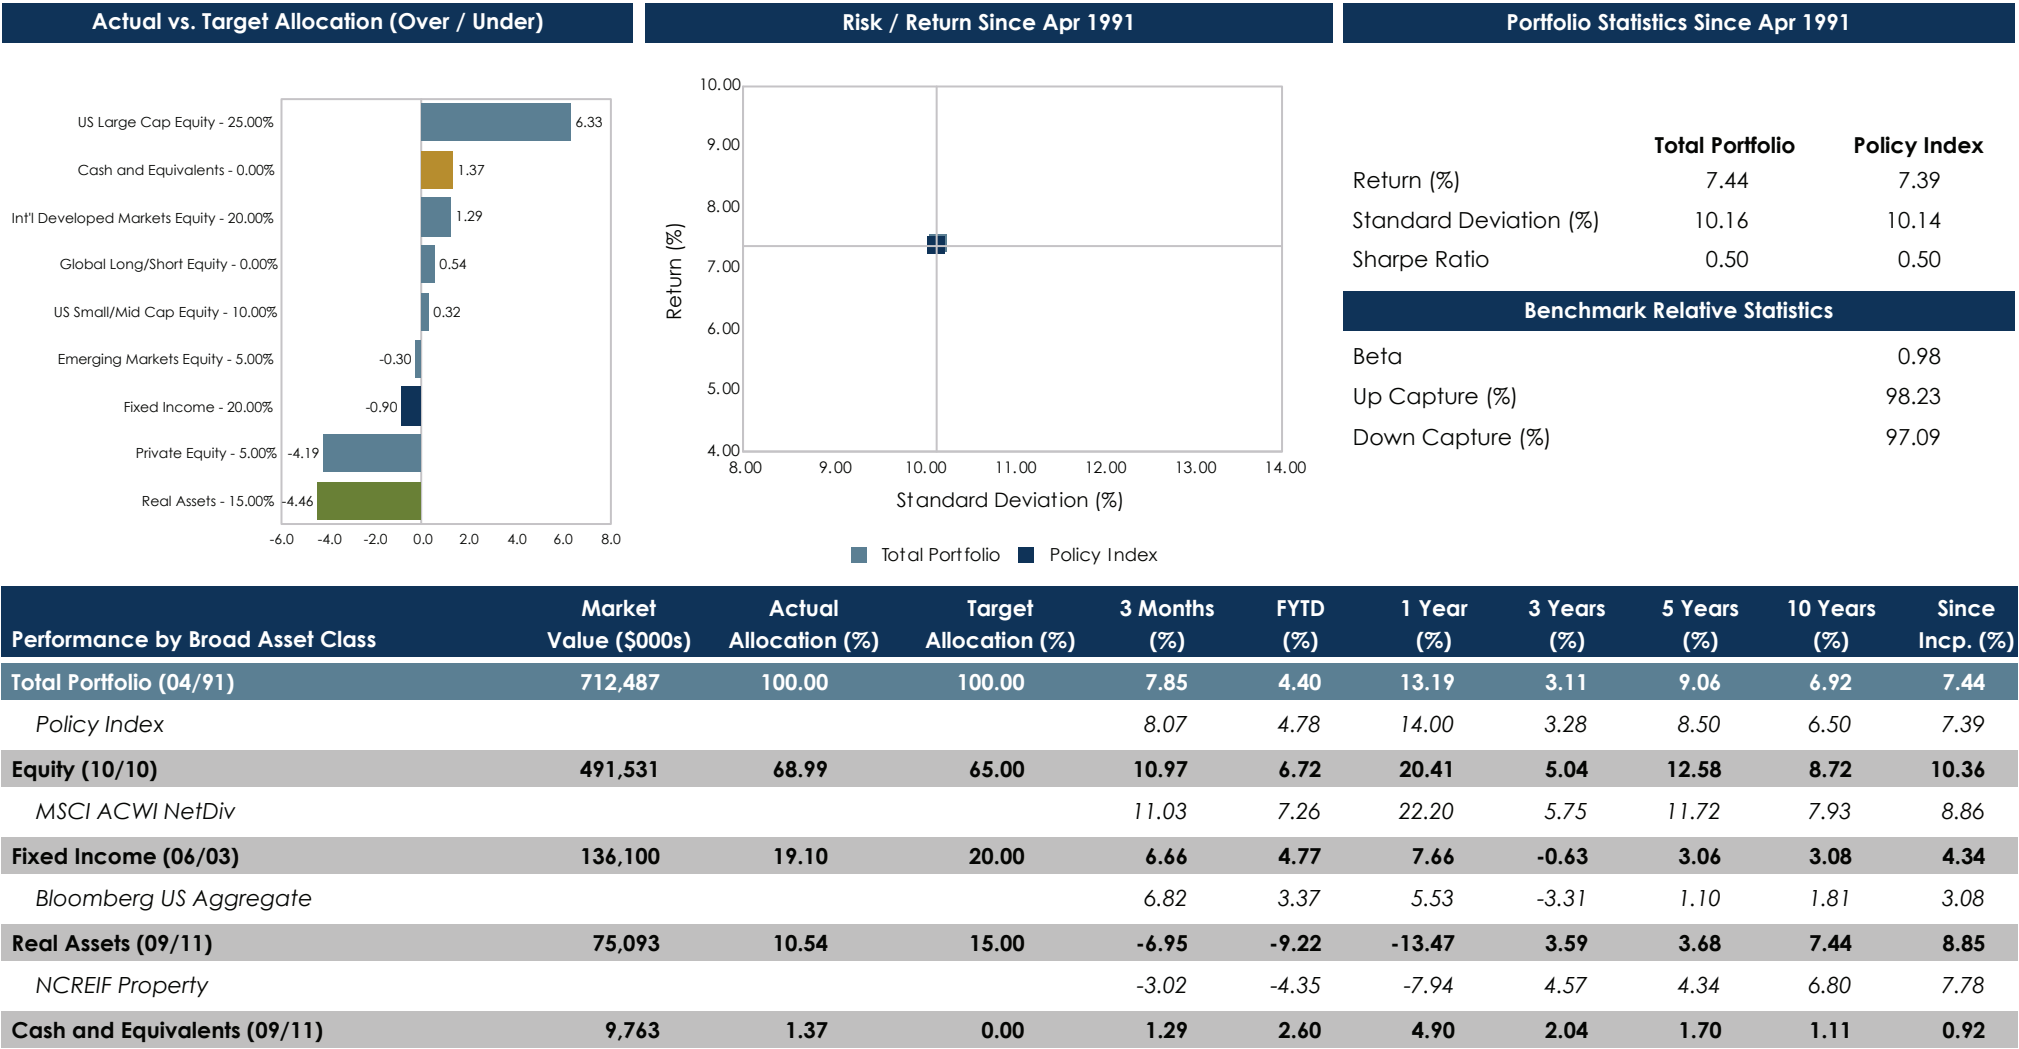 Actual vs. Target Allocation (Over / Under)
US Large Cap Equity - 25.00% 6.33
Cash and Equivalents - 0.00% 1.37
Int'l Developed Markets Equity - 20.00% 1.29
Global Long/Short Equity - 0.00% 0.54
US Small/Mid Cap Equity - 10.00% 0.32
Emerging Markets Equity - 5.00% -0.30
Fixed Income - 20.00% -0.90
Private Equity - 5.00% -4.19
Real Assets - 15.00% -4.46
-6.0 -4.0 -2.0 0.0 2.0 4.0 6.0 8.0
Risk / Return Since Apr 1991
Return (%)
10.00
9.00
8.00
7.00
6.00
5.00
4.00
8.00 9.00 10.00 11.00 12.00 13.00 14.00
Standard Deviation (%)
Total Portfolio Policy Index
Portfolio Statistics Since Apr 1991
Total Portfolio Policy Index
Return (%) 7.44 7.39
Standard Deviation (%) 10.16 10.14
Sharpe Ratio 0.50 0.50
Benchmark Relative Statistics
Beta 0.98
Up Capture (%) 98.23
Down Capture (%) 97.09
Market Actual Target 3 Months FYTD 1 Year 3 Years 5 Years 10 Years Since
Performance by Broad Asset Class Value ($000s) Allocation (%) Allocation (%) (%) (%) (%) (%) (%) (%) Incp. (%)
Total Portfolio (04/91) 712,487 100.00 100.00 7.85 4.40 13.19 3.11 9.06 6.92 7.44
Policy Index 8.07 4.78 14.00 3.28 8.50 6.50 7.39
Equity (10/10) 491,531 68.99 65.00 10.97 6.72 20.41 5.04 12.58 8.72 10.36
MSCI ACWI NetDiv 11.03 7.26 22.20 5.75 11.72 7.93 8.86
Fixed Income (06/03) 136,100 19.10 20.00 6.66 4.77 7.66 -0.63 3.06 3.08 4.34
Bloomberg US Aggregate 6.82 3.37 5.53 -3.31 1.10 1.81 3.08
Real Assets (09/11) 75,093 10.54 15.00 -6.95 -9.22 -13.47 3.59 3.68 7.44 8.85
NCREIF Property -3.02 -4.35 -7.94 4.57 4.34 6.80 7.78
Cash and Equivalents (09/11) 9,763 1.37 0.00 1.29 2.60 4.90 2.04 1.70 1.11 0.92